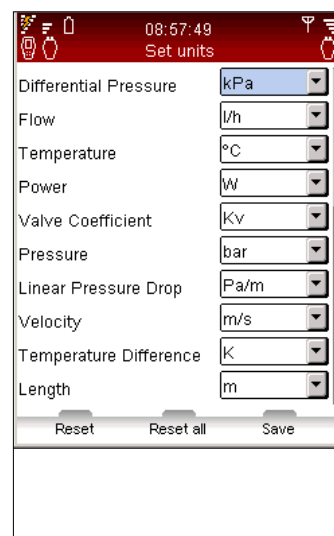 08:57:49
Set units
Differential Pressure kPa
Flow l/h
Temperature °C
Power W
Valve Coefficient Kv
Pressure bar
Linear Pressure Drop Pa/m
Velocity m/s
Temperature Difference K
Length m
Reset Reset all Save